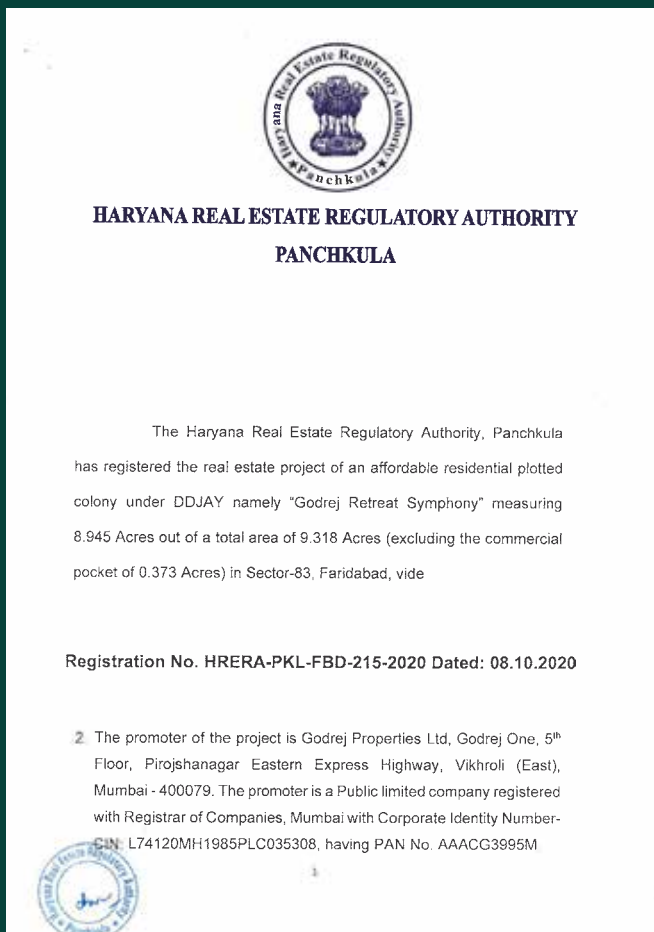 Haryana Real Estate Regulatory Authority
★ Panchkula ★
HARYANA REAL ESTATE REGULATORY AUTHORITY
PANCHKULA
The Haryana Real Estate Regulatory Authority, Panchkula
has registered the real estate project of an affordable residential plotted
colony under DDJAY namely “Godrej Retreat Symphony” measuring
8.945 Acres out of a total area of 9.318 Acres (excluding the commercial
pocket of 0.373 Acres) in Sector-83, Faridabad, vide
Registration No. HRERA-PKL-FBD-215-2020 Dated: 08.10.2020
2 The promoter of the project is Godrej Properties Ltd, Godrej One, 5th
Floor, Pirojshanagar Eastern Express Highway, Vikhroli (East),
Mumbai - 400079. The promoter is a Public limited company registered
with Registrar of Companies, Mumbai with Corporate Identity Number-
CIN: L74120MH1985PLC035308, having PAN No. AAACG3995M
1
Haryana Real Estate Regulatory Authority